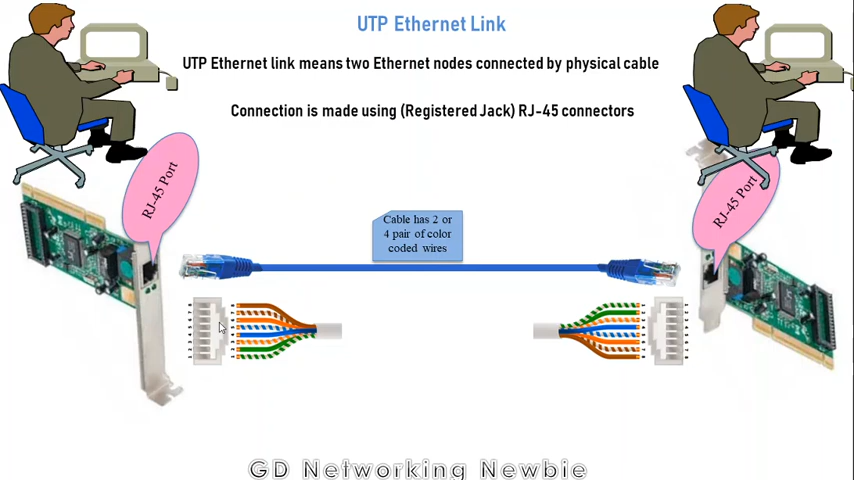 UTP Ethernet Link
UTP Ethernet link means two Ethernet nodes connected by physical cable
Connection is made using (Registered Jack) RJ-45 connectors
RJ-45 Port
RJ-45 Port
Cable has 2 or
4 pair of color
coded wires
GD Networking Newbie